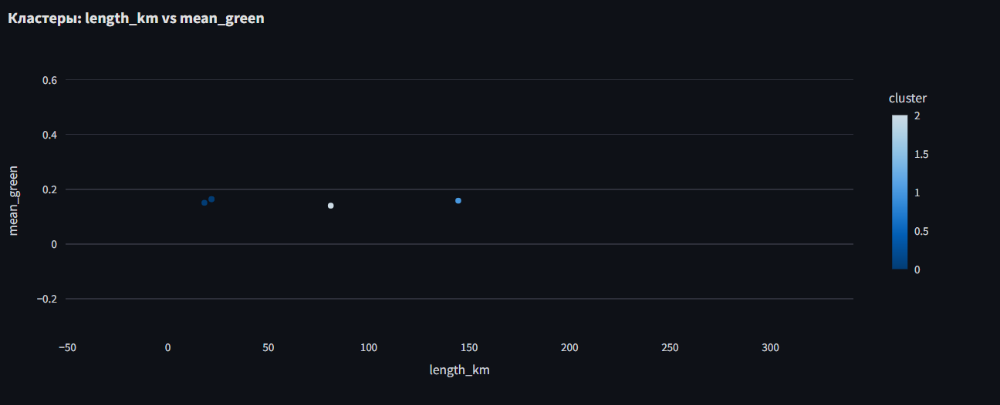 Кластеры: length_km vs mean_green
0.6
0.4
0.2
0
−0.2
mean_green
−50 0 50 100 150 200 250 300
length_km
cluster
2
1.5
1
0.5
0